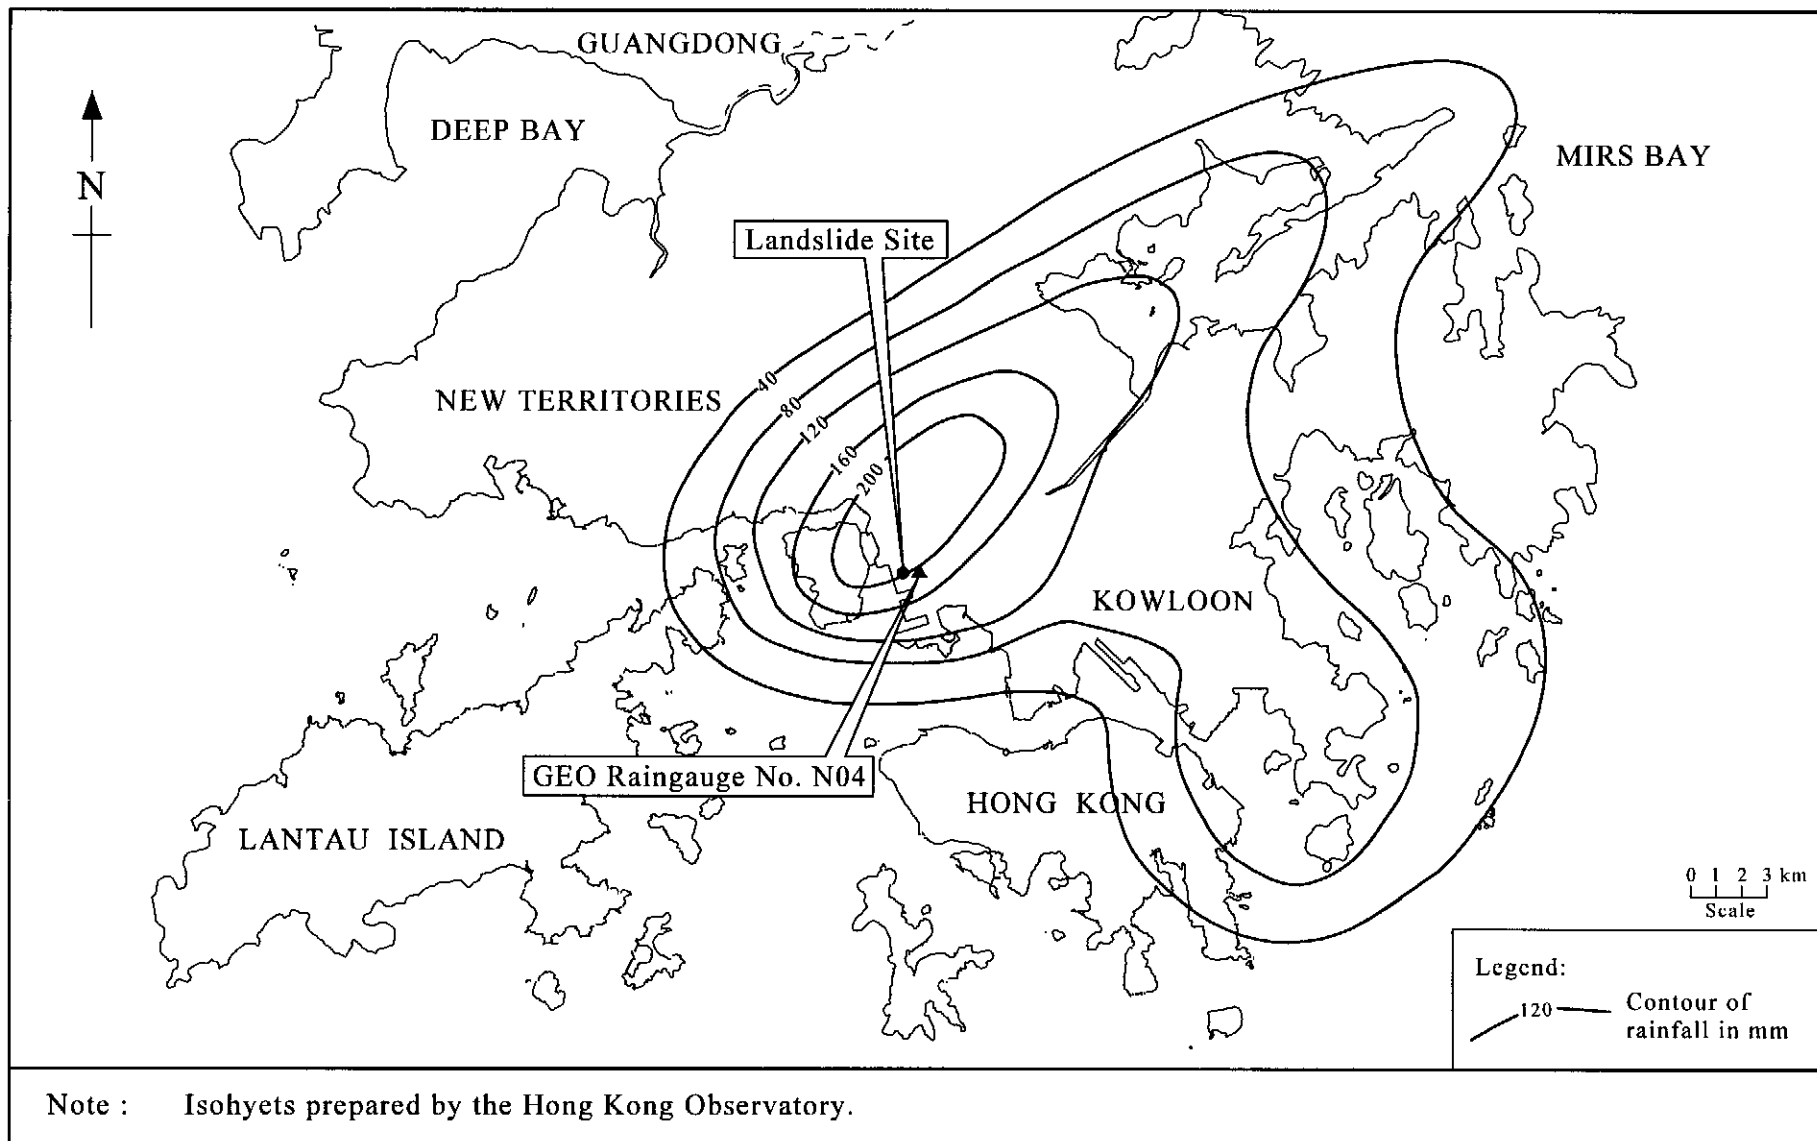 GUANGDONG
DEEP BAY
MIRS BAY
N
Landslide Site
NEW TERRITORIES
40
80
120
160
200
KOWLOON
GEO Raingauge No. N04
HONG KONG
LANTAU ISLAND
0 1 2 3 km
Scale
Legend:
120
Contour of
rainfall in mm
Note : Isohyets prepared by the Hong Kong Observatory.